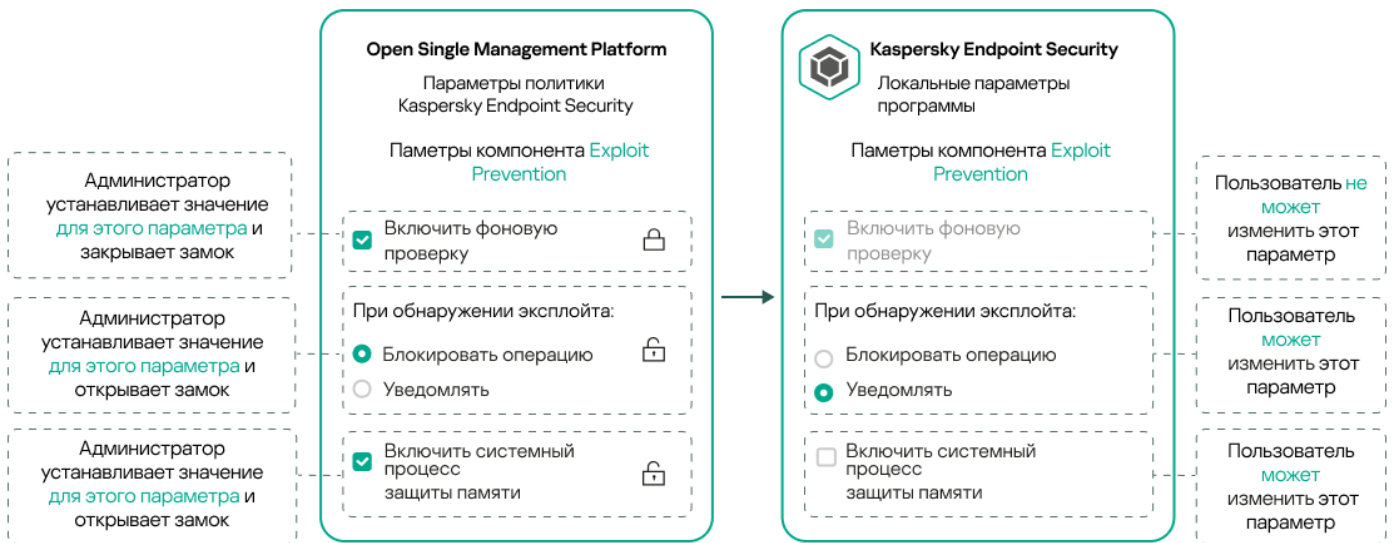 Open Single Management Platform
Параметры политики
Kaspersky Endpoint Security
Паметры компонента Exploit
Prevention
Администратор
устанавливает значение
для этого параметра и
закрывает замок
Включить фоновую
проверку
Администратор
устанавливает значение
для этого параметра и
открывает замок
При обнаружении эксплойта:
Блокировать операцию
Уведомлять
Администратор
устанавливает значение
для этого параметра и
открывает замок
Включить системный
процесс
защиты памяти
Kaspersky Endpoint Security
Локальные параметры
программы
Паметры компонента Exploit
Prevention
Включить фоновую
проверку
Пользователь не
может
изменить этот
параметр
При обнаружении эксплойта:
Блокировать операцию
Уведомлять
Пользователь
может
изменить этот
параметр
Включить системный
процесс
защиты памяти
Пользователь
может
изменить этот
параметр